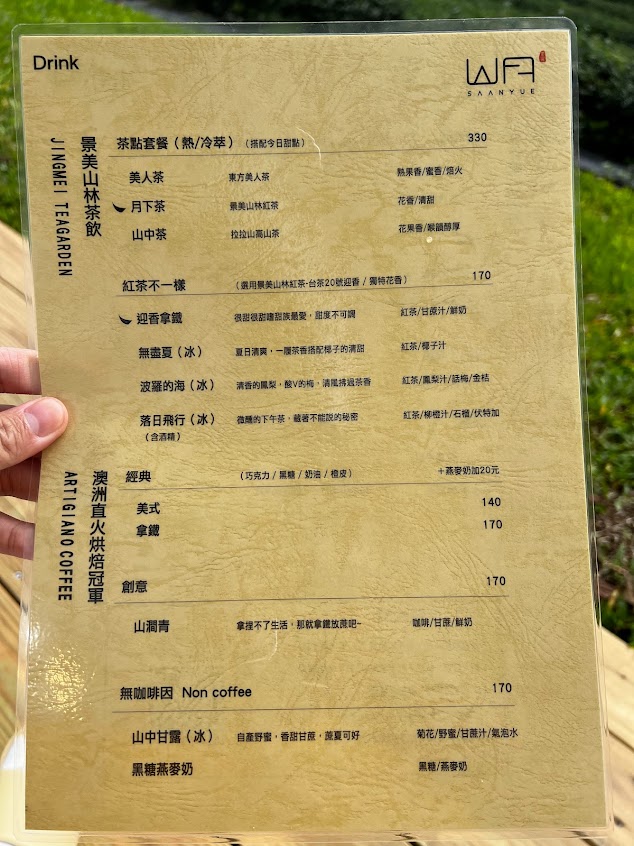 Drink
SAANYUE
景美山林茶飲
JINGMEI TEAGARDEN
茶點套餐（熱/冷萃）（搭配今日甜點） 330
美人茶 東方美人茶 熟果香/蜜香/焙火
月下茶 景美山林紅茶 花香/清甜
山中茶 拉拉山高山茶 花果香/喉韻醇厚
紅茶不一樣 （選用景美山林紅茶-台茶20號迎香 / 獨特花香） 170
迎香拿鐵 很甜很甜螞甜族最愛，甜度不可調 紅茶/甘蔗汁/鮮奶
無盡夏（冰） 夏日清爽，一腹茶香搭配椰子的清甜 紅茶/椰子汁
波羅的海（冰） 清香的鳳梨，酸V的梅，清風拂過茶香 紅茶/鳳梨汁/話梅/金桔
落日飛行（冰） 微醺的下午茶，藏著不能說的秘密 紅茶/柳橙汁/石榴/伏特加
（含酒精）
澳洲直火烘焙冠軍
ARTIGIANO COFFEE
經典 （巧克力 / 黑糖 / 奶油 / 橙皮） ＋燕麥奶加20元
美式 140
拿鐵 170
創意 170
山澗青 拿捏不了生活，那就拿鐵放蔗吧~ 咖啡/甘蔗/鮮奶
無咖啡因 Non coffee 170
山中甘露（冰） 自產野蜜，香甜甘蔗，蔗夏可好 菊花/野蜜/甘蔗汁/氣泡水
黑糖燕麥奶 黑糖/燕麥奶